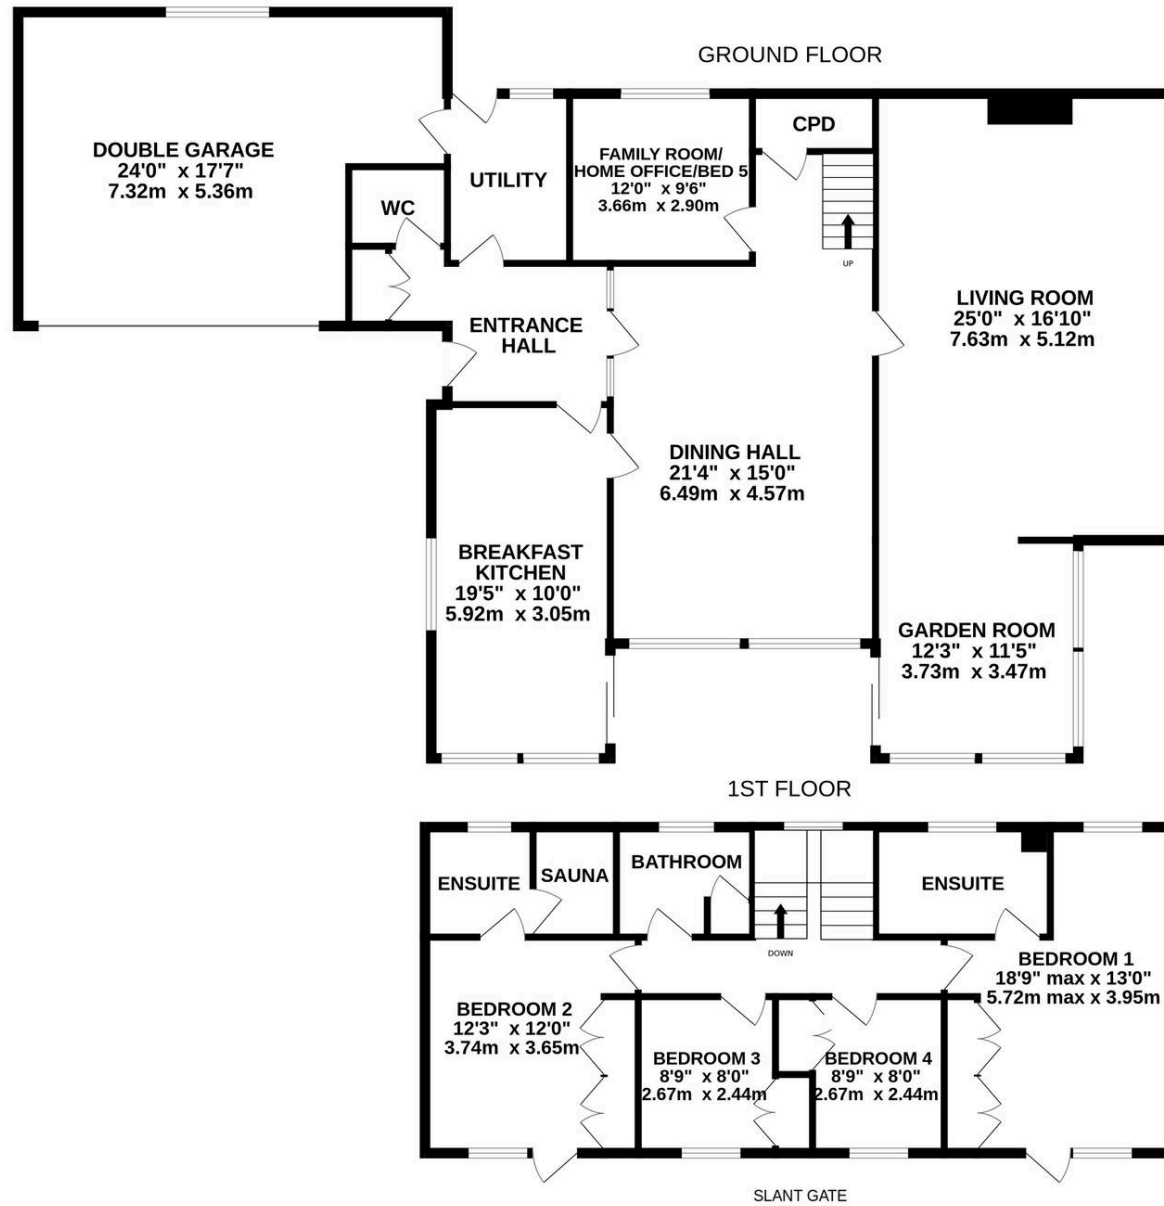 GROUND FLOOR
DOUBLE GARAGE
24'0" x 17'7"
7.32m x 5.36m
WC
UTILITY
FAMILY ROOM/
HOME OFFICE/BED 5
12'0" x 9'6"
3.66m x 2.90m
CPD
UP
LIVING ROOM
25'0" x 16'10"
7.63m x 5.12m
ENTRANCE
HALL
DINING HALL
21'4" x 15'0"
6.49m x 4.57m
BREAKFAST
KITCHEN
19'5" x 10'0"
5.92m x 3.05m
GARDEN ROOM
12'3" x 11'5"
3.73m x 3.47m
1ST FLOOR
ENSUITE
SAUNA
BATHROOM
ENSUITE
DOWN
BEDROOM 1
18'9" max x 13'0"
5.72m max x 3.95m
BEDROOM 2
12'3" x 12'0"
3.74m x 3.65m
BEDROOM 3
8'9" x 8'0"
2.67m x 2.44m
BEDROOM 4
8'9" x 8'0"
2.67m x 2.44m
SLANT GATE